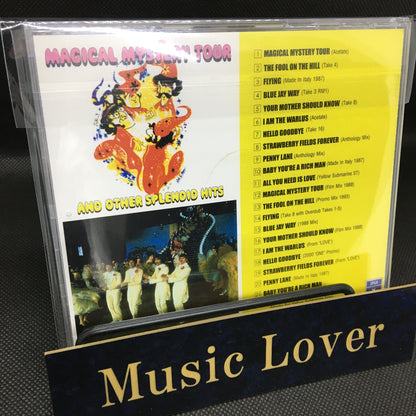 MAGICAL MYSTERY TOUR
AND OTHER SPLENDID HITS
1 MAGICAL MYSTERY TOUR (Acetate)
2 THE FOOL ON THE HILL (Take 4)
3 FLYING (Made In Italy 1987)
4 BLUE JAY WAY (Take 3 RM1)
5 YOUR MOTHER SHOULD KNOW (Take 8)
6 I AM THE WARLUS (Acetate)
7 HELLO GOODBYE (Take 16)
8 STRAWBERRY FIELDS FOREVER (Anthology Mix)
9 PENNY LANE (Anthology Mix)
10 BABY YOU'RE A RICH MAN (Made In Italy 1987)
11 ALL YOU NEED IS LOVE (Yellow Submarine ST)
12 MAGICAL MYSTERY TOUR (Film Mix 1988)
13 THE FOOL ON THE HILL (Promo Mix 1993)
14 FLYING (Take 8 with Overdub Takes 1-5)
15 BLUE JAY WAY (1988 Mix)
16 YOUR MOTHER SHOULD KNOW (Film Mix 1988)
17 I AM THE WARLUS (From 'LOVE')
18 HELLO GOODBYE (2000 "ONE" Promo)
19 STRAWBERRY FIELDS FOREVER (From 'LOVE')
20 PENNY LANE (Made In Italy 1987)
BABY YOU'RE A RICH MAN
Music Lover